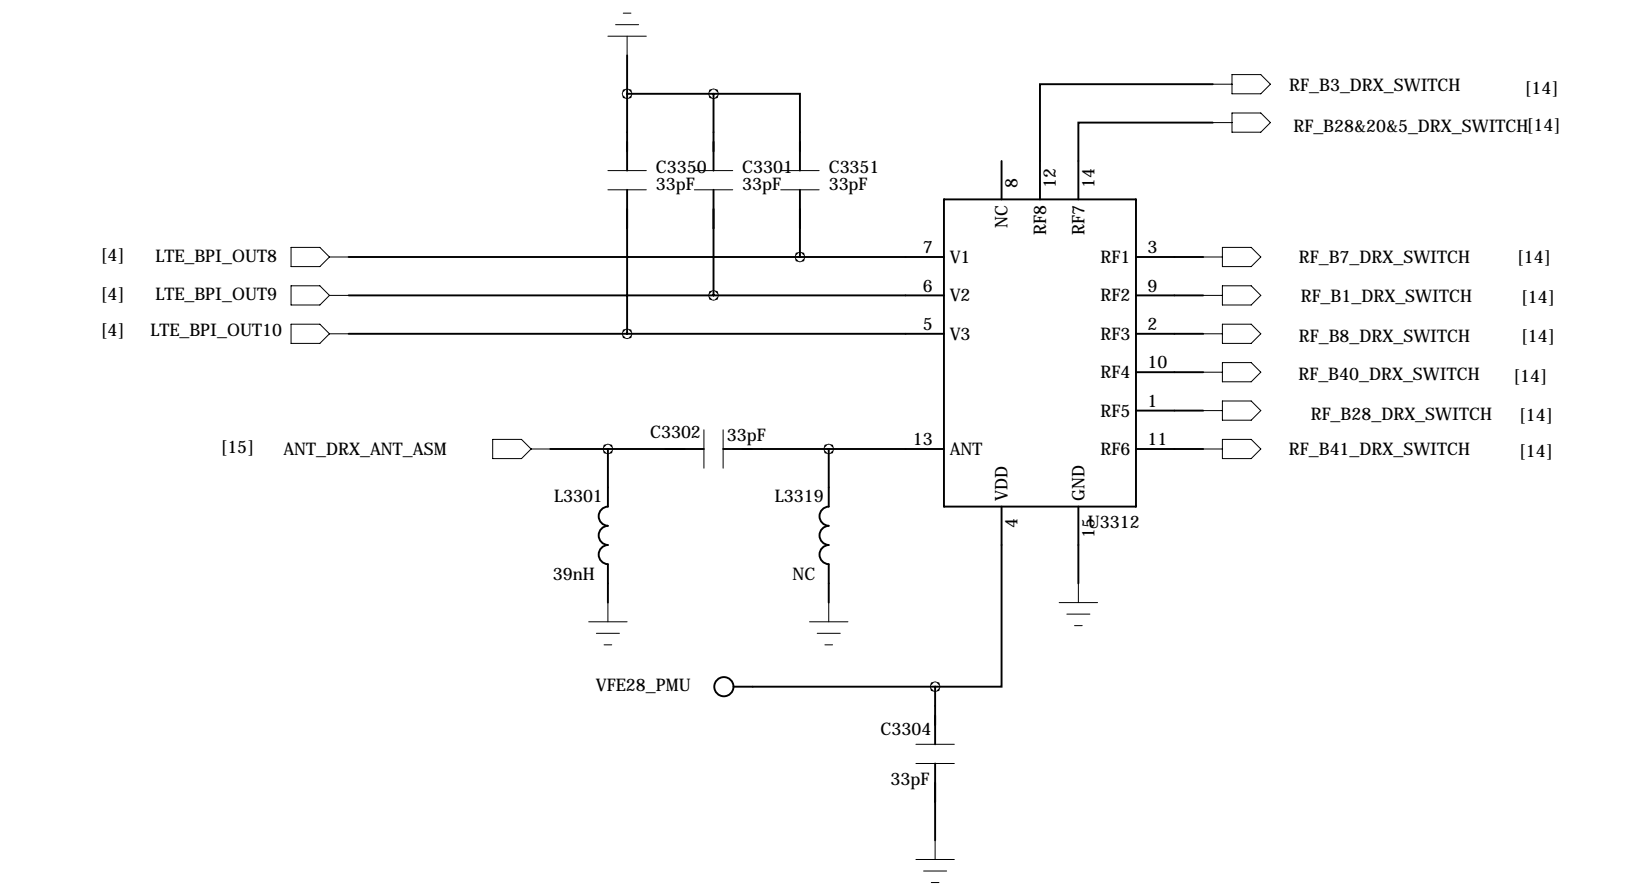 RF_B3_DRX_SWITCH [14]
RF_B28&20&5_DRX_SWITCH[14]
C3350 C3301 C3351
33pF 33pF 33pF
8 12 14
NC RF8 RF7
[4] LTE_BPI_OUT8 7 V1 RF1 3 RF_B7_DRX_SWITCH [14]
[4] LTE_BPI_OUT9 6 V2 RF2 9 RF_B1_DRX_SWITCH [14]
[4] LTE_BPI_OUT10 5 V3 RF3 2 RF_B8_DRX_SWITCH [14]
RF4 10 RF_B40_DRX_SWITCH [14]
RF5 1 RF_B28_DRX_SWITCH [14]
C3302 33pF
[15] ANT_DRX_ANT_ASM 13 ANT RF6 11 RF_B41_DRX_SWITCH [14]
VDD GND
L3301 L3319
4 15 U3312
39nH NC
VFE28_PMU
C3304
33pF